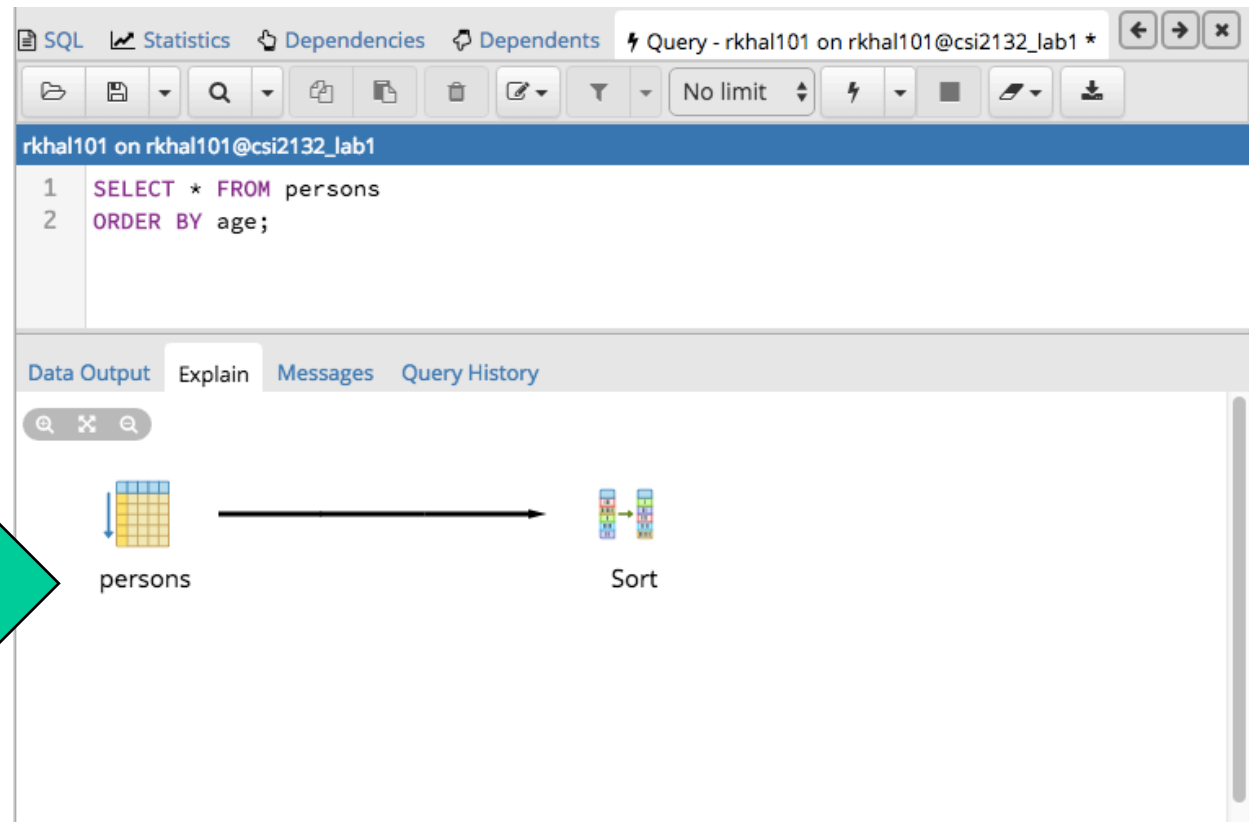 SQL Statistics Dependencies Dependents Query - rkhal101 on rkhal101@csi2132_lab1 *
No limit
rkhal101 on rkhal101@csi2132_lab1
1 SELECT * FROM persons
2 ORDER BY age;
Data Output Explain Messages Query History
persons Sort